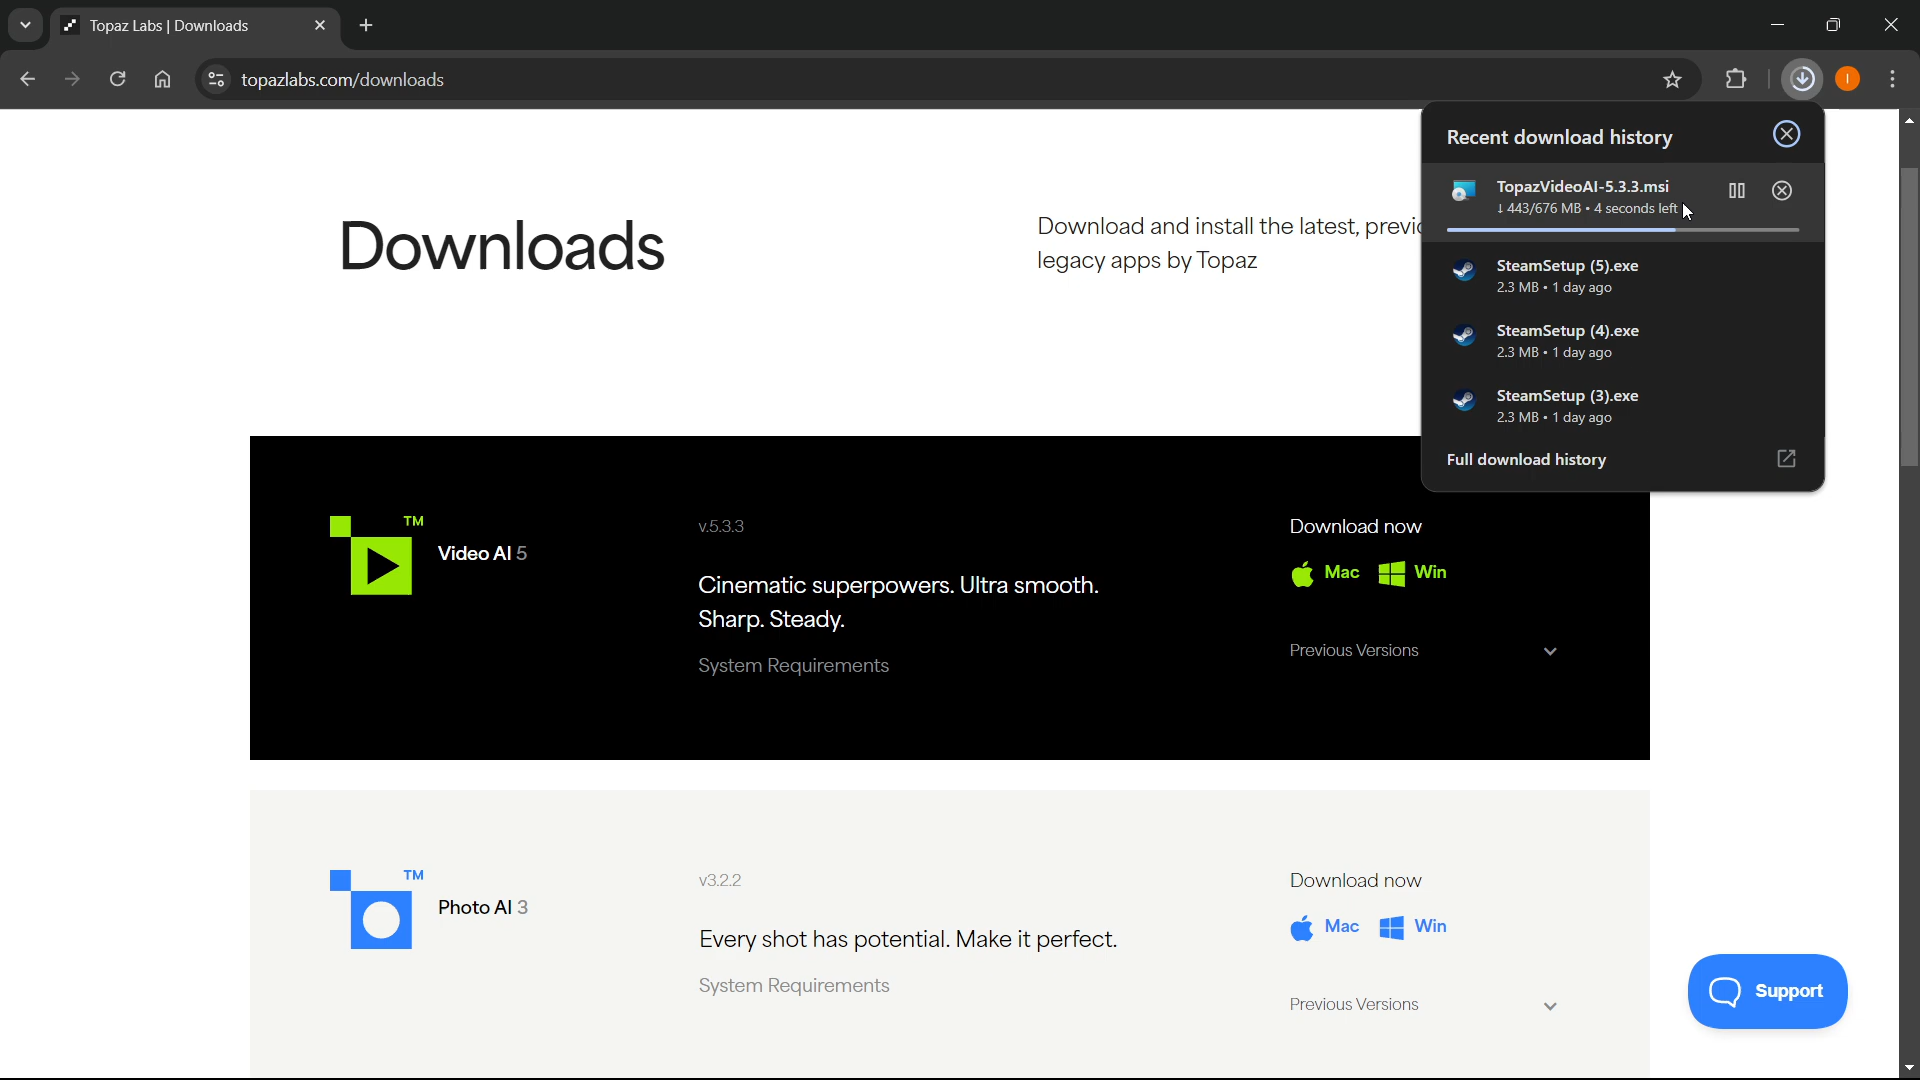 Topaz Labs | Downloads
topazlabs.com/downloads
I
Recent download history
TopazVideoAI-5.3.3.msi
↓ 443/676 MB • 4 seconds left
SteamSetup (5).exe
2.3 MB • 1 day ago
SteamSetup (4).exe
2.3 MB • 1 day ago
SteamSetup (3).exe
2.3 MB • 1 day ago
Full download history
Downloads
Download and install the latest, previo
legacy apps by Topaz
TM
Video AI 5
v.5.3.3
Cinematic superpowers. Ultra smooth.
Sharp. Steady.
System Requirements
Download now
Mac Win
Previous Versions
TM
Photo AI 3
v3.2.2
Every shot has potential. Make it perfect.
System Requirements
Download now
Mac Win
Previous Versions
Support